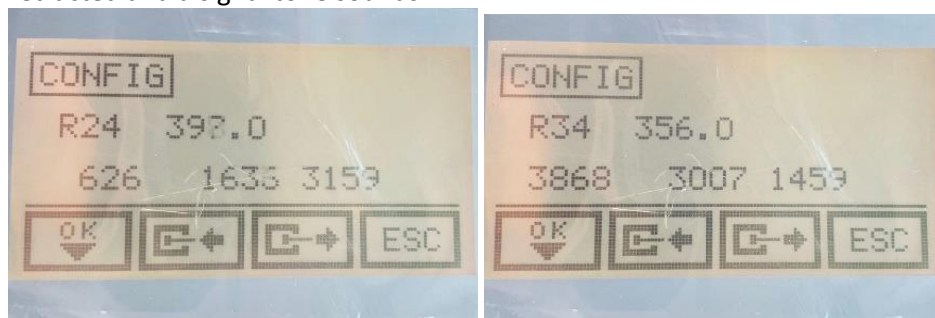 CONFIG
R24
626 3159
OK ESC
CONFIG
R34 356.0
3868 3007 1459
OK ESC